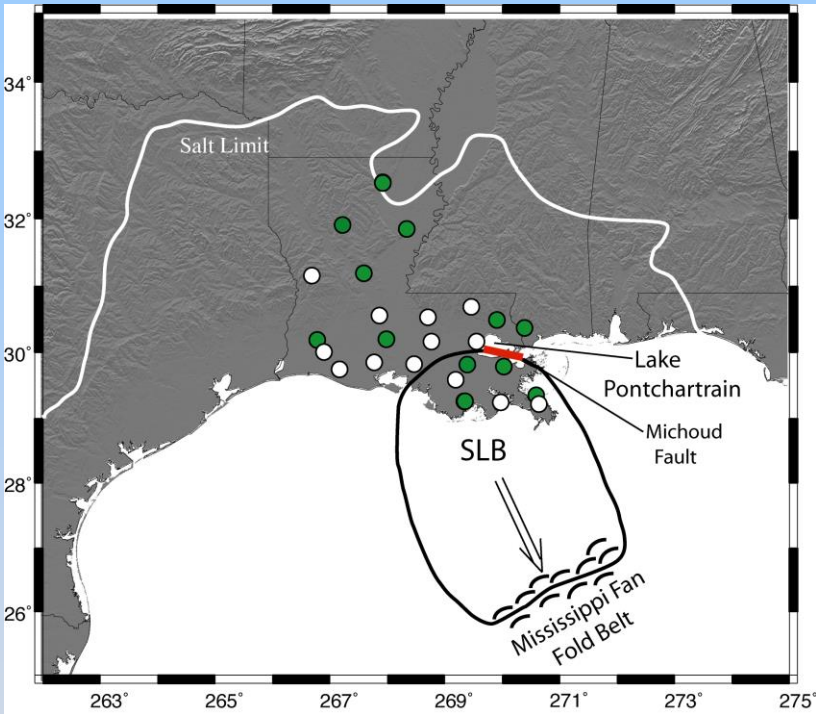 34°
32°
30°
28°
26°
Salt Limit
Lake
Pontchartrain
Michoud
Fault
SLB
Mississippi Fan
Fold Belt
263°
265°
267°
269°
271°
273°
275°